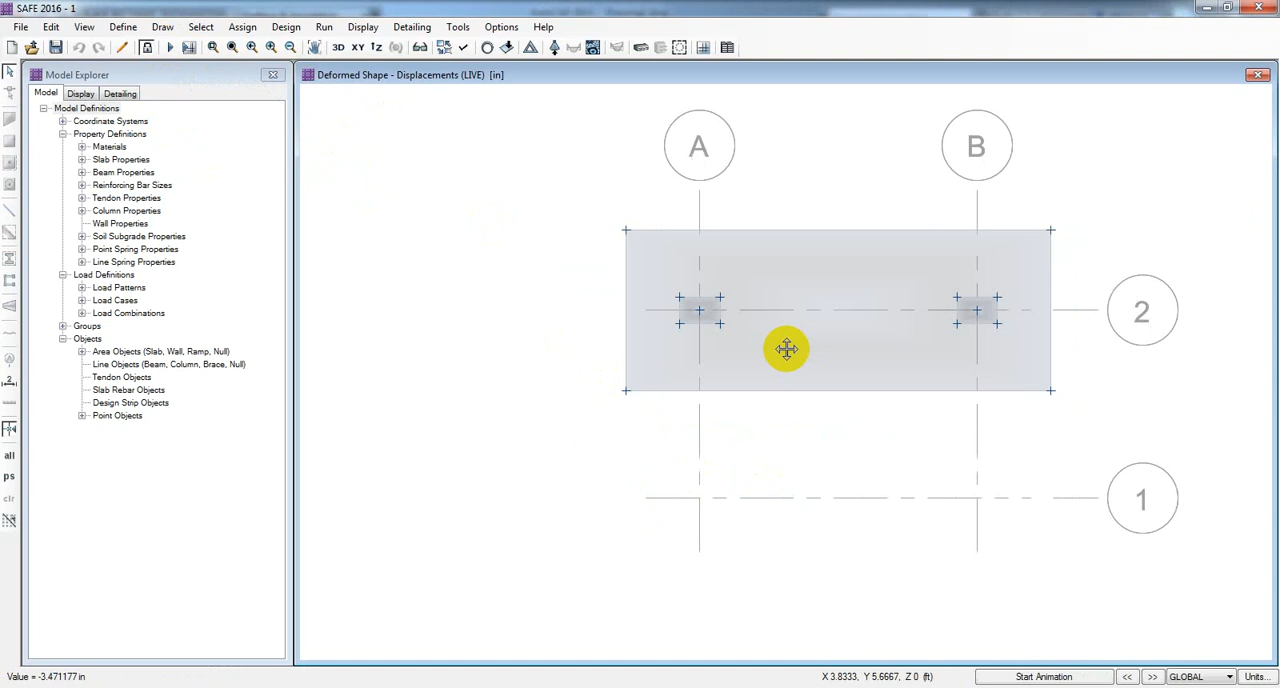 SAFE 2016 - 1
File Edit View Define Draw Select Assign Design Run Display Detailing Tools Options Help
3D XY
Model Explorer
Model Display Detailing
Model Definitions
Coordinate Systems
Property Definitions
Materials
Slab Properties
Beam Properties
Reinforcing Bar Sizes
Tendon Properties
Column Properties
Wall Properties
Soil Subgrade Properties
Point Spring Properties
Line Spring Properties
Load Definitions
Load Patterns
Load Cases
Load Combinations
Groups
Objects
Area Objects (Slab, Wall, Ramp, Null)
Line Objects (Beam, Column, Brace, Null)
Tendon Objects
Slab Rebar Objects
Design Strip Objects
Point Objects
all
ps
clr
Deformed Shape - Displacements (LIVE) [in]
A B
2
1
Value = -3.471177 in
X 3.8333, Y 5.6667, Z 0 (ft)
Start Animation << >> GLOBAL Units...